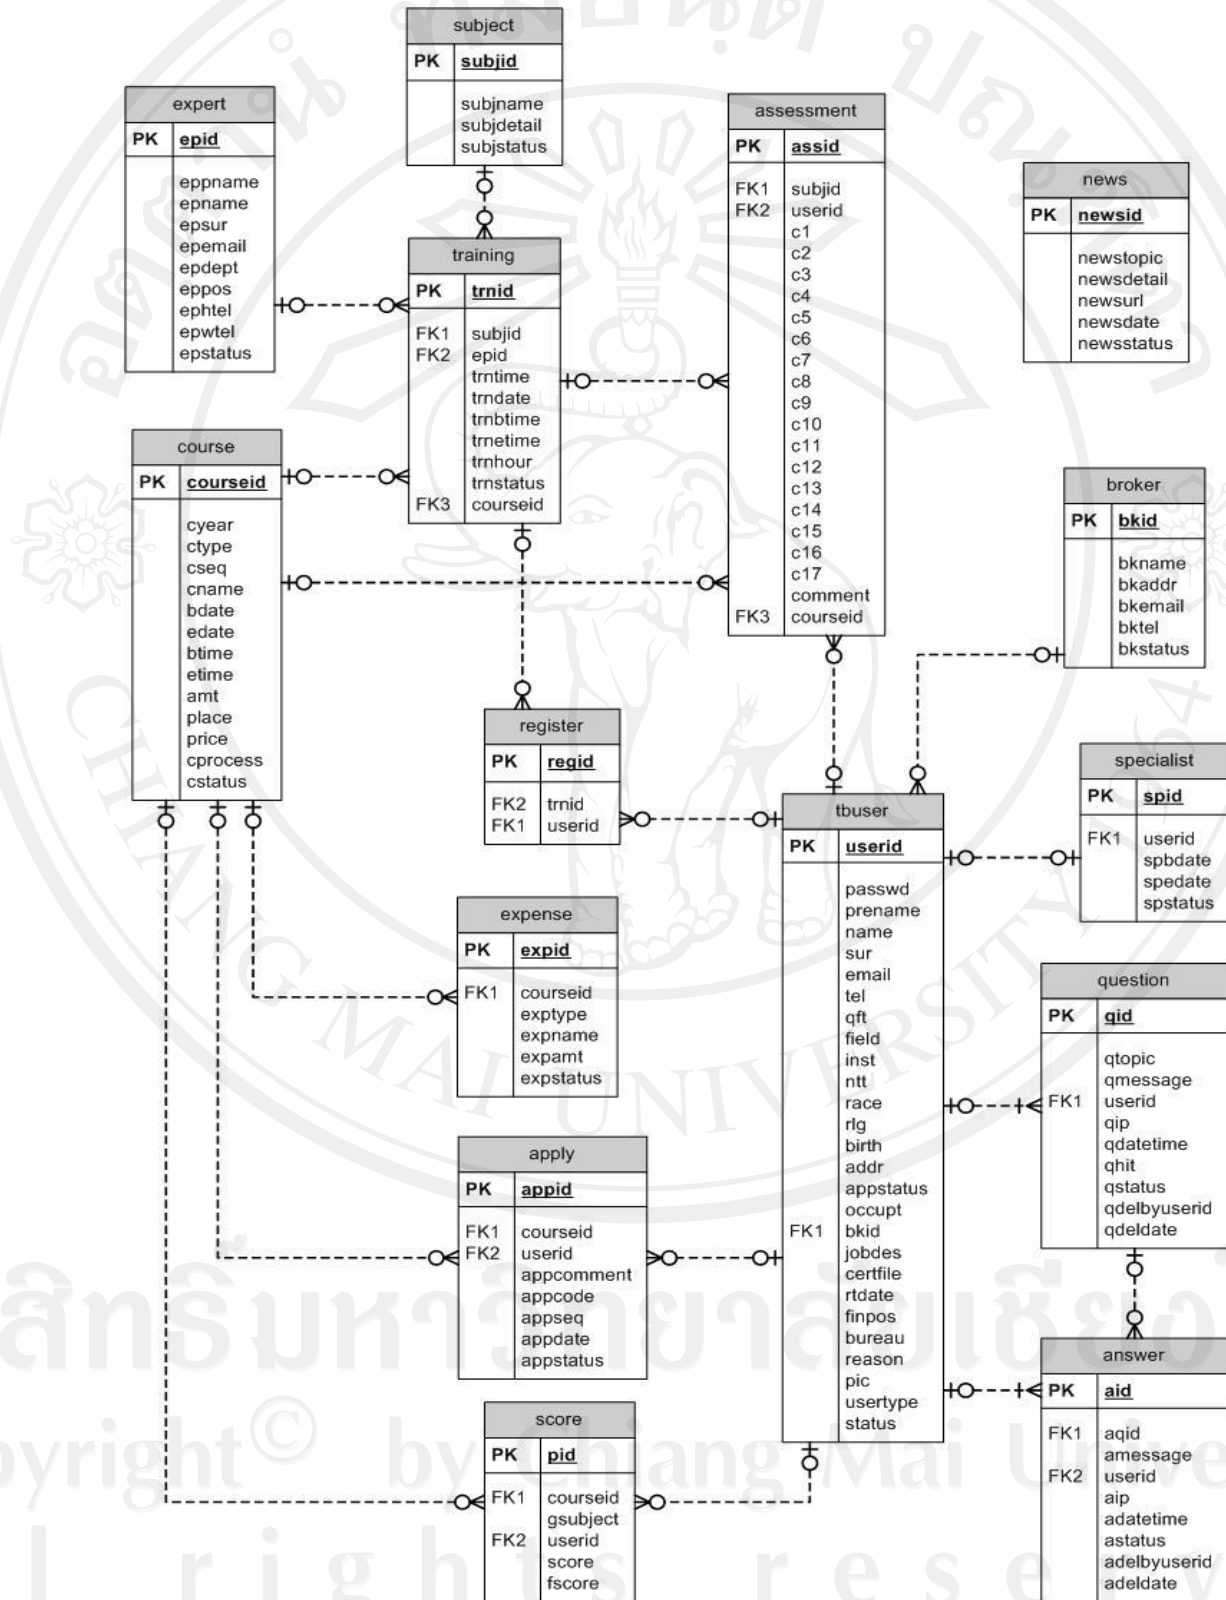 subject
PK subjid
subjname
subjdetail
subjstatus
expert
PK epid
eppname
epname
epsur
epemail
epdept
eppos
ephtel
epwtel
epstatus
assessment
PK assid
FK1 subjid
FK2 userid
c1
c2
c3
c4
c5
c6
c7
c8
c9
c10
c11
c12
c13
c14
c15
c16
c17
comment
FK3 courseid
news
PK newsid
newstopic
newsdetail
newsurl
newsdate
newsstatus
training
PK trnid
FK1 subjid
FK2 epid
trntime
trndate
trnbtime
trnetime
trnhour
trnstatus
FK3 courseid
course
PK courseid
cyear
ctype
cseq
cname
bdate
edate
btime
etime
amt
place
price
cprocess
cstatus
broker
PK bkid
bkname
bkaddr
bkemail
bktel
bkstatus
register
PK regid
FK2 trnid
FK1 userid
specialist
PK spid
FK1 userid
spbdate
spedate
spstatus
tbuser
PK userid
passwd
prename
name
sur
email
tel
qft
field
inst
ntt
race
rlg
birth
addr
appstatus
occupt
FK1 bkid
jobdes
certfile
rtdate
finpos
bureau
reason
pic
usertype
status
expense
PK expid
FK1 courseid
exptype
expname
expamt
expstatus
question
PK qid
qtopic
qmessage
FK1 userid
qip
qdatetime
qhit
qstatus
qdelbyuserid
qdeldate
apply
PK appid
FK1 courseid
FK2 userid
appcomment
appcode
appseq
appdate
appstatus
answer
PK aid
FK1 aqid
amessage
FK2 userid
aip
adatetime
astatus
adelbyuserid
adeldate
score
PK pid
FK1 courseid
gsubject
FK2 userid
score
fscore
CHIANG MAI UNIVERSITY 1964
by Chiang Mai
rights